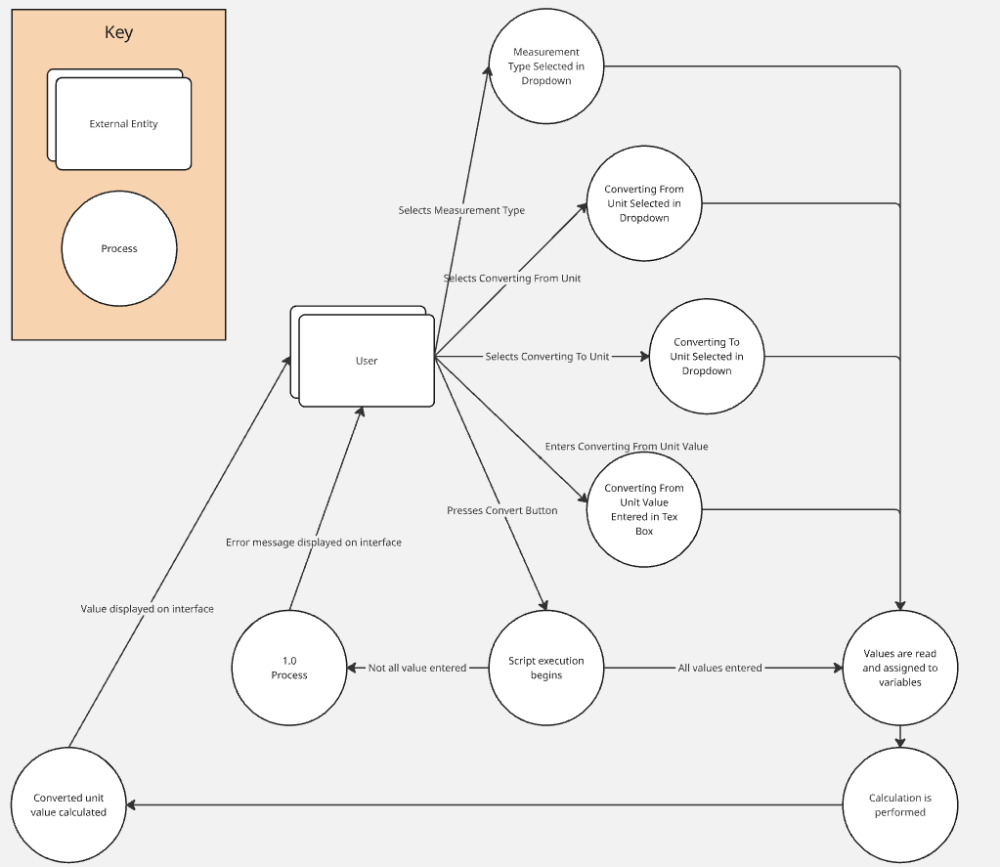 Key
External Entity
Process
Measurement
Type Selected in
Dropdown
Selects Measurement Type
Converting From
Unit Selected in
Dropdown
Selects Converting From Unit
User
Selects Converting To Unit
Converting To
Unit Selected in
Dropdown
Enters Converting From Unit Value
Converting From
Unit Value
Entered in Tex
Box
Presses Convert Button
Error message displayed on interface
Value displayed on interface
1.0
Process
Not all value entered
Script execution
begins
All values entered
Values are read
and assigned to
variables
Converted unit
value calculated
Calculation is
performed